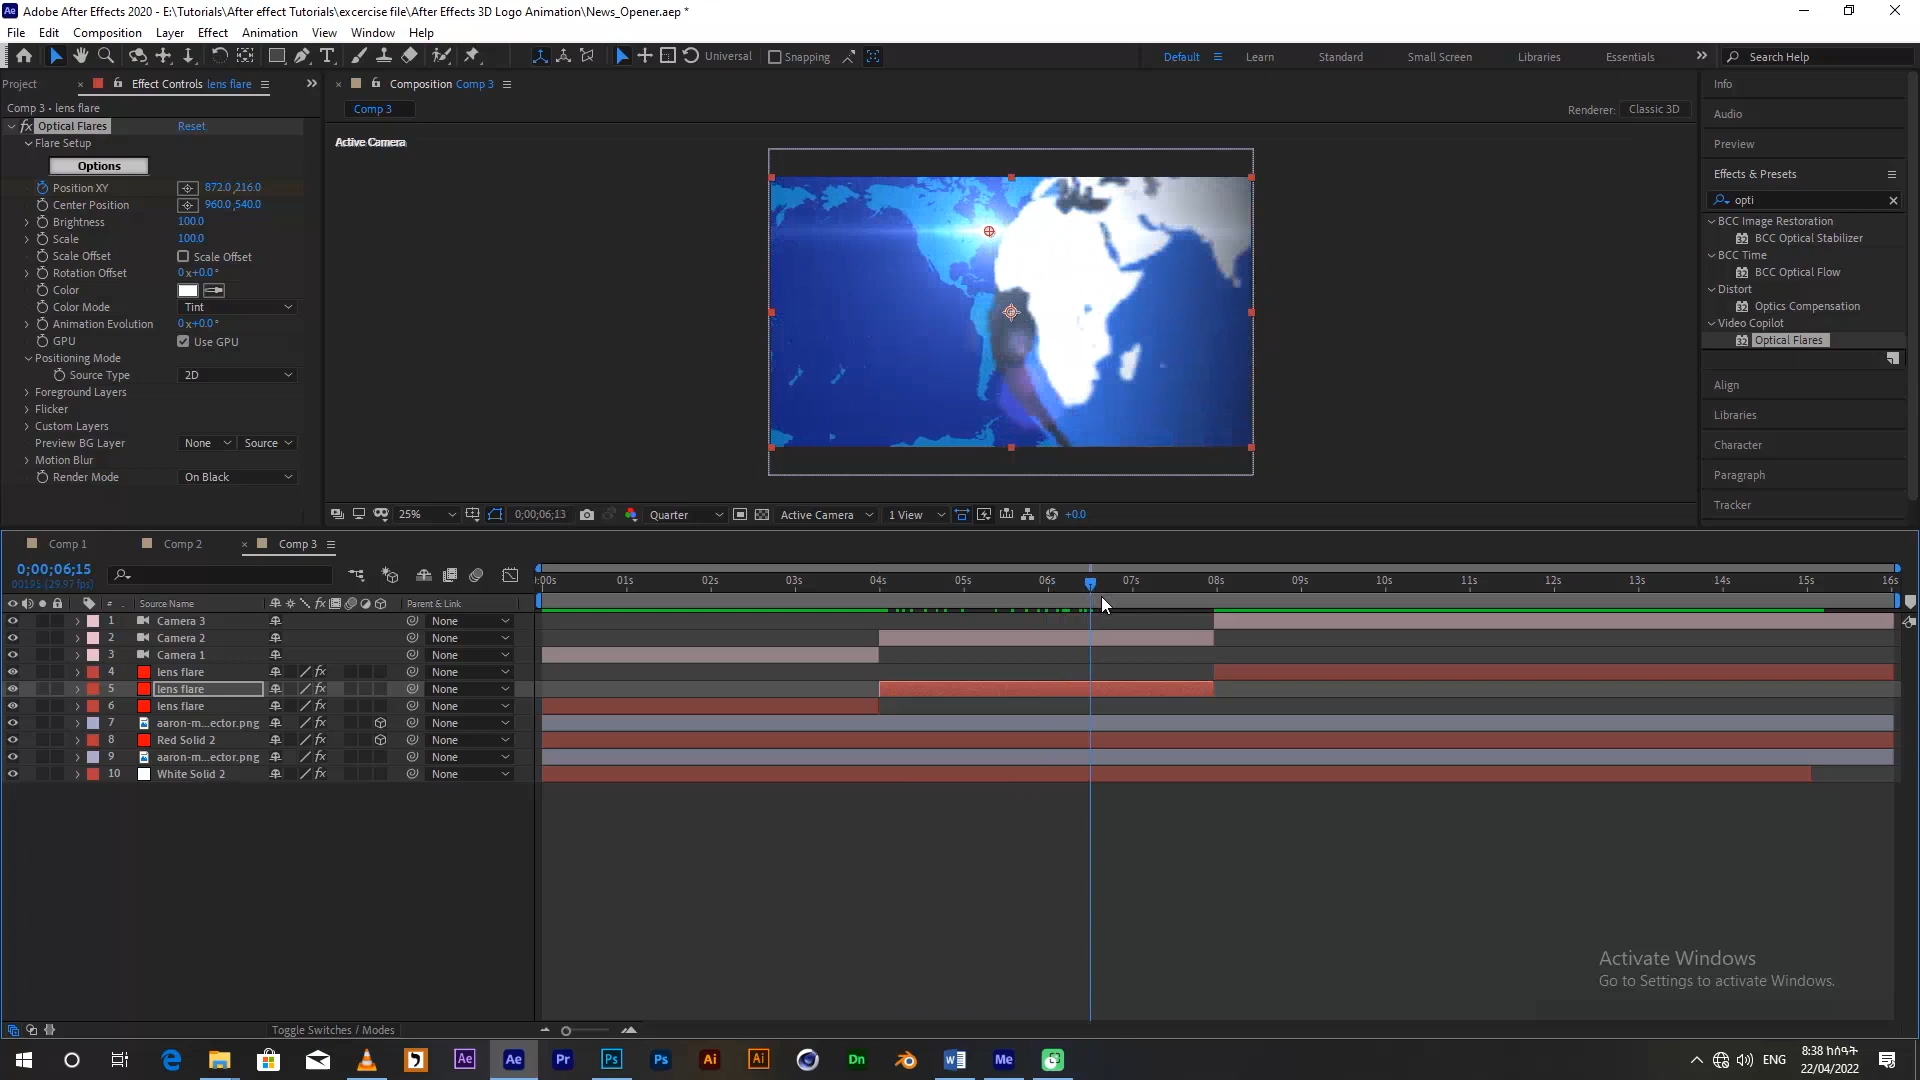 Adobe After Effects 2020 - E:\Tutorials\After effect Tutorials\excercise file\After Effects 3D Logo Animation\News_Opener.aep *
File Edit Composition Layer Effect Animation View Window Help
Universal Snapping Default Learn Standard Small Screen Libraries Essentials Search Help
Project Effect Controls lens flare
Composition Comp 3
Comp 3 • lens flare
Comp 3
Renderer: Classic 3D
fx Optical Flares Reset
Flare Setup
Options
Position XY 872.0,216.0
Center Position 960.0,540.0
Brightness 100.0
Scale 100.0
Scale Offset Scale Offset
Rotation Offset 0x+0.0°
Color
Color Mode Tint
Animation Evolution 0x+0.0°
GPU Use GPU
Positioning Mode
Source Type 2D
Foreground Layers
Flicker
Custom Layers
Preview BG Layer None Source
Motion Blur
Render Mode On Black
Active Camera
25% 0;00;06;13 Quarter Active Camera 1 View +0.0
Info
Audio
Preview
Effects & Presets
opti
BCC Image Restoration
BCC Optical Stabilizer
BCC Time
BCC Optical Flow
Distort
Optics Compensation
Video Copilot
Optical Flares
Align
Libraries
Character
Paragraph
Tracker
Comp 1 Comp 2 Comp 3
0;00;06;15
00195 (29.97 fps)
:00s 01s 02s 03s 04s 05s 06s 07s 08s 09s 10s 11s 12s 13s 14s 15s 16s
# Source Name Parent & Link
1 Camera 3 None
2 Camera 2 None
3 Camera 1 None
4 lens flare None
5 lens flare None
6 lens flare None
7 aaron-m...ector.png None
8 Red Solid 2 None
9 aaron-m...ector.png None
10 White Solid 2 None
Activate Windows
Go to Settings to activate Windows.
Toggle Switches / Modes
ENG
8:38 ከሰዓት
22/04/2022